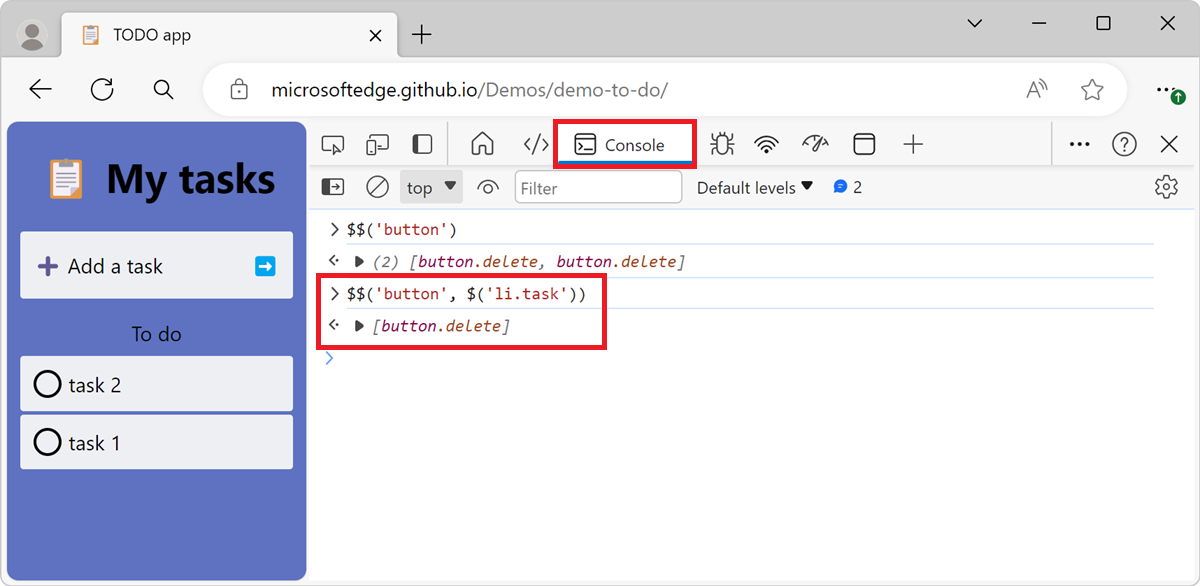 TODO app
microsoftedge.github.io/Demos/demo-to-do/
My tasks
Add a task
To do
task 2
task 1
Console
top
Filter
Default levels
2
$$('button')
(2) [button.delete, button.delete]
$$('button', $('li.task'))
[button.delete]